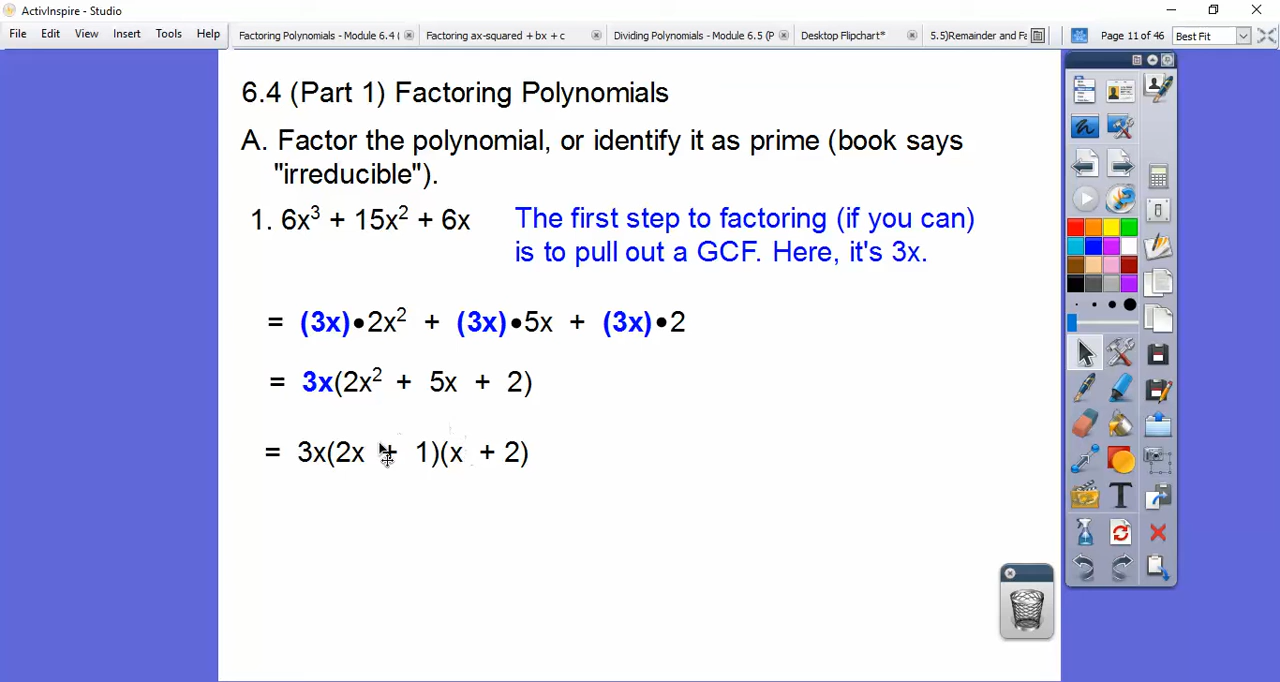 ActivInspire - Studio
File Edit View Insert Tools Help
Factoring Polynomials - Module 6.4 (
Factoring ax-squared + bx + c
Dividing Polynomials - Module 6.5 (P
Desktop Flipchart*
5.5)Remainder and Fa
Page 11 of 46
Best Fit
6.4 (Part 1) Factoring Polynomials
A. Factor the polynomial, or identify it as prime (book says
"irreducible").
1. 6x³ + 15x² + 6x
The first step to factoring (if you can)
is to pull out a GCF. Here, it's 3x.
= (3x)•2x² + (3x)•5x + (3x)•2
= 3x(2x² + 5x + 2)
= 3x(2x + 1)(x + 2)